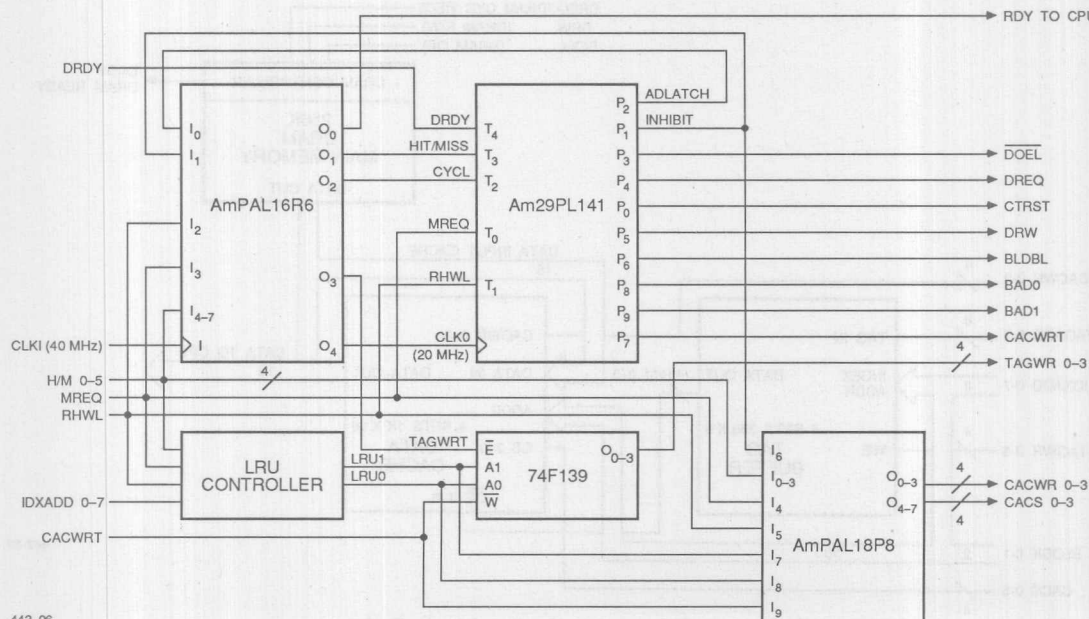 RDY TO CPU
DRDY
ADLATCH
P2
INHIBIT
P1
I0
O0
DRDY
T4
I1
O1
HIT/MISS
T3
P3
DOEL
O2
CYCL
T2
P4
DREQ
AmPAL16R6
Am29PL141
P0
CTRST
I2
MREQ
T0
P5
DRW
I3
P6
BLDBL
O3
RHWL
T1
P8
BAD0
I4–7
P9
BAD1
CLKI (40 MHz)
I
O4
CLK0
(20 MHz)
P7
CACWRT
H/M 0–5
4
4
TAGWR 0–3
MREQ
RHWL
TAGWRT
E
O0–3
I6
LRU
CONTROLLER
LRU1
A1
74F139
I0–3
O0–3
4
CACWR 0–3
LRU0
A0
I4
O4–7
4
CACS 0–3
IDXADD 0–7
W
I5
CACWRT
AmPAL18P8
I7
I8
I9